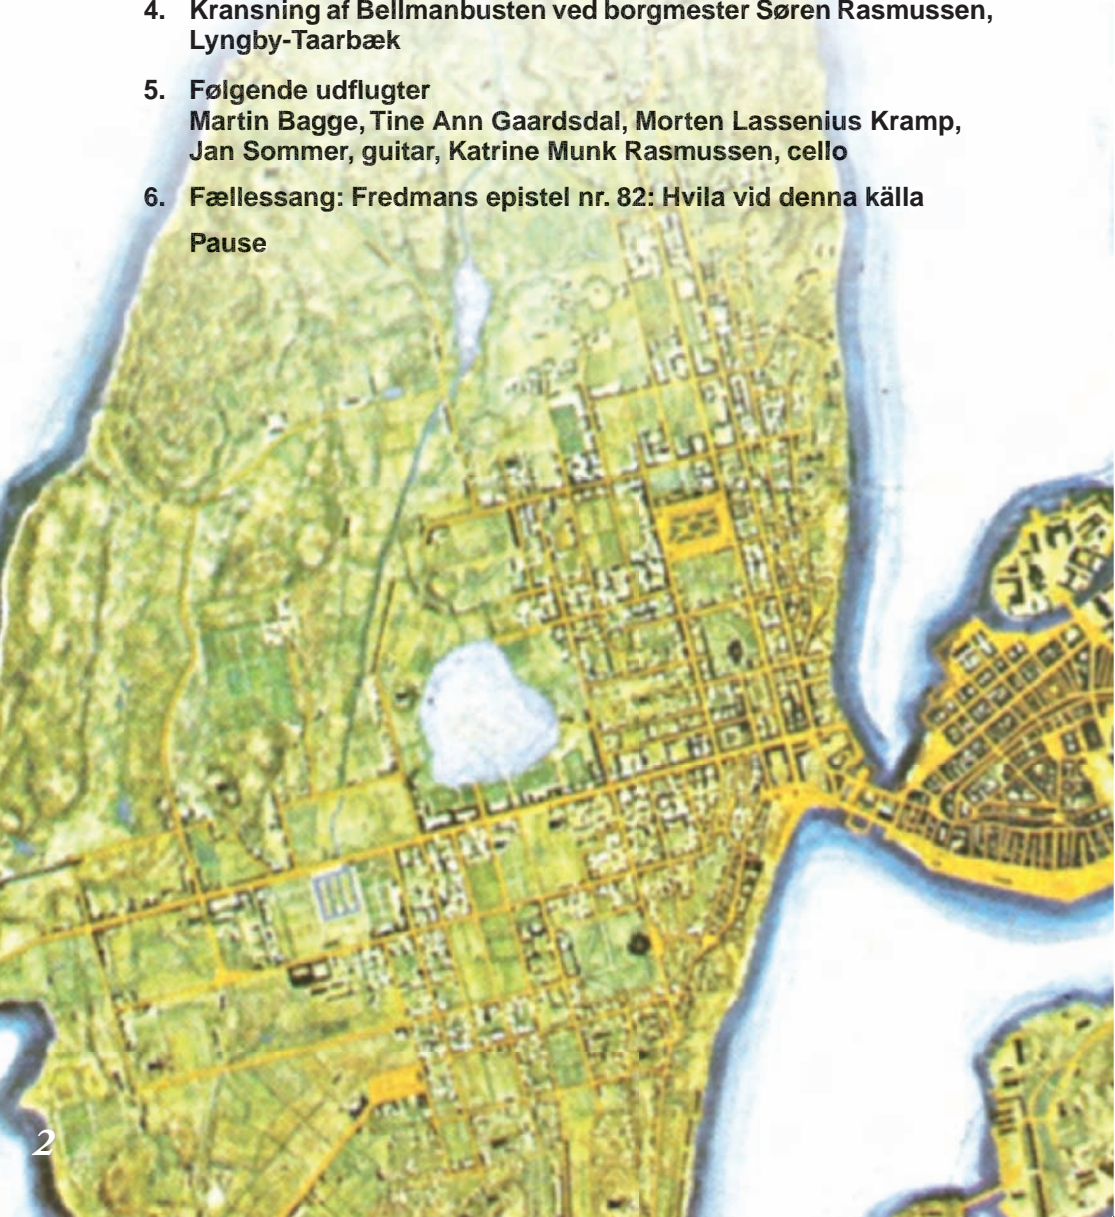 4. Kransning af Bellmanbusten ved borgmester Søren Rasmussen,
Lyngby-Taarbæk
5. Følgende udflugter
Martin Bagge, Tine Ann Gaardsdal, Morten Lassenius Kramp,
Jan Sommer, guitar, Katrine Munk Rasmussen, cello
6. Fællessang: Fredmans epistel nr. 82: Hvila vid denna källa
Pause
2